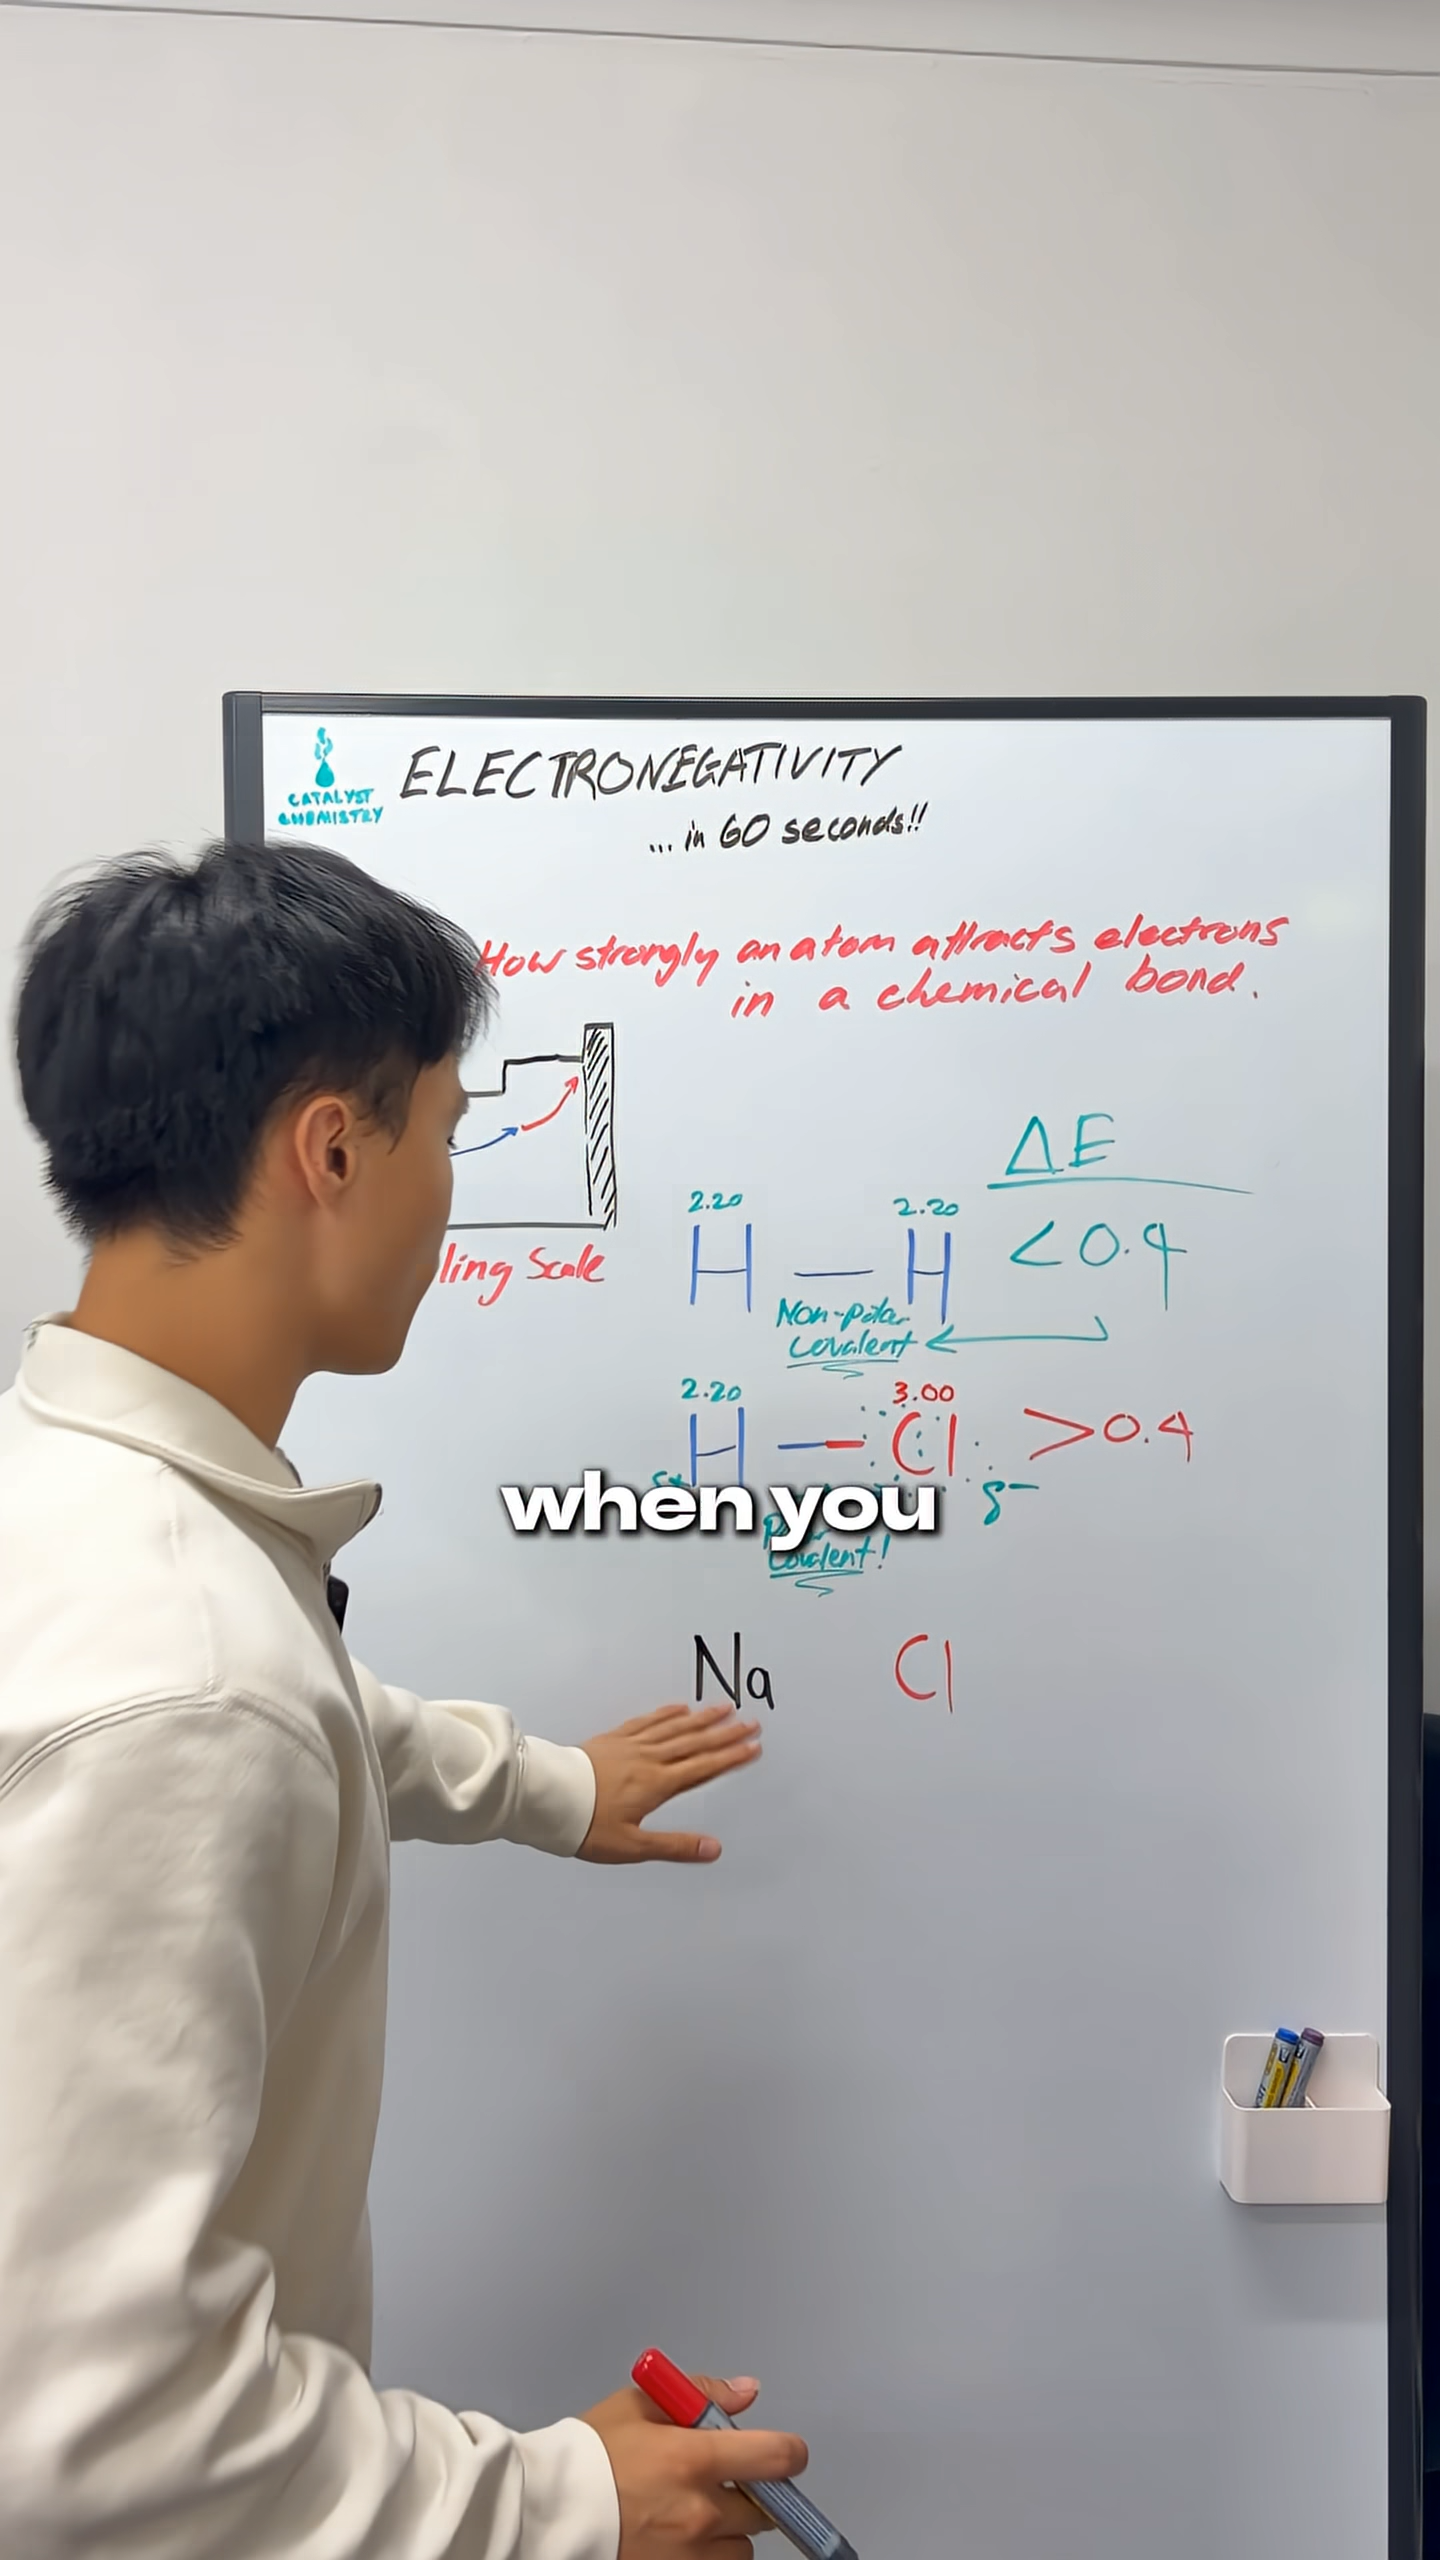 CATALYST
CHEMISTRY
ELECTRONEGATIVITY
... in 60 seconds!!
How strongly an atom attracts electrons
in a chemical bond.
ΔE
2.20 2.20
H — H <0.4
ling Scale
Non-polar
Covalent
2.20 3.00
H — Cl >0.4
δ-
when you
Covalent!
Na Cl